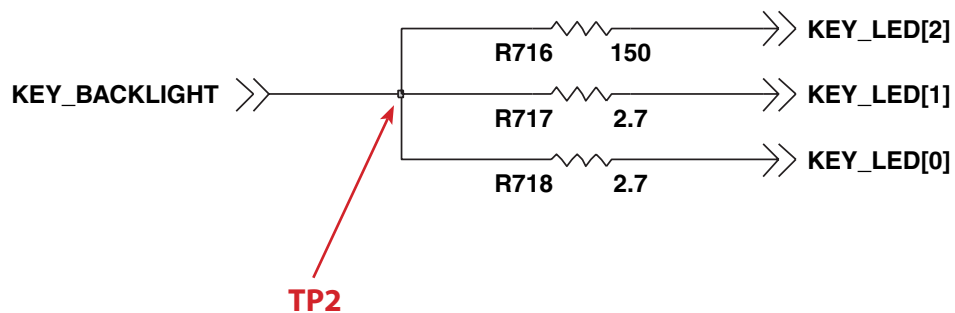 KEY_LED[2]
R716 150
KEY_BACKLIGHT KEY_LED[1]
R717 2.7
KEY_LED[0]
R718 2.7
TP2